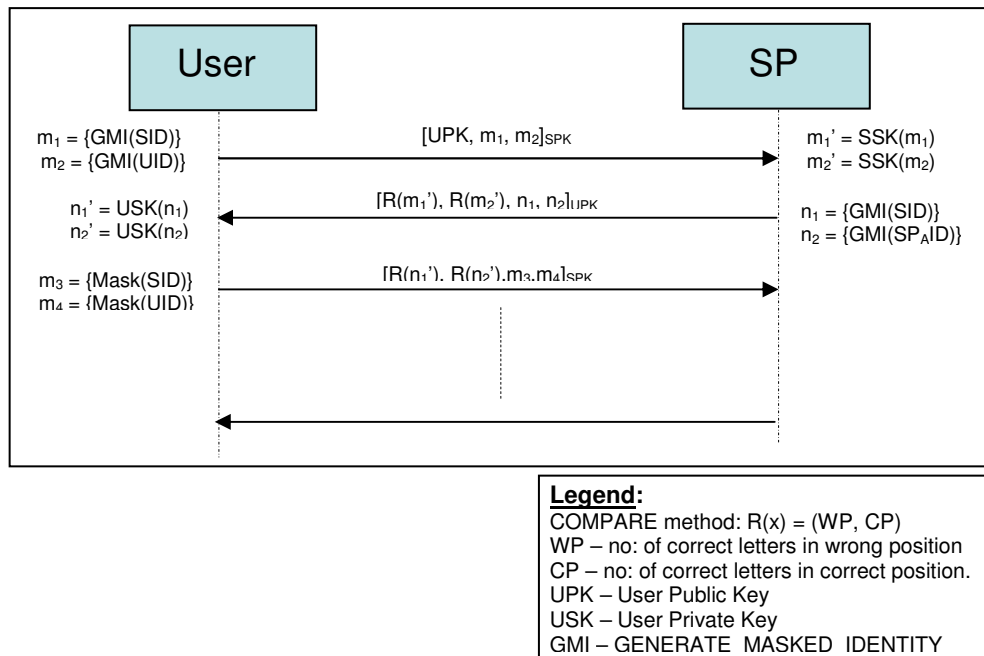 User
SP
m₁ = {GMI(SID)}
m₂ = {GMI(UID)}
[UPK, m₁, m₂]SPK
m₁’ = SSK(m₁)
m₂’ = SSK(m₂)
n₁’ = USK(n₁)
n₂’ = USK(n₂)
[R(m₁’), R(m₂’), n₁, n₂]UPK
n₁ = {GMI(SID)}
n₂ = {GMI(SPAID)}
m₃ = {Mask(SID)}
m₄ = {Mask(UID)}
[R(n₁’), R(n₂’),m₃,m₄]SPK
Legend:
COMPARE method: R(x) = (WP, CP)
WP – no: of correct letters in wrong position
CP – no: of correct letters in correct position.
UPK – User Public Key
USK – User Private Key
GMI – GENERATE MASKED IDENTITY